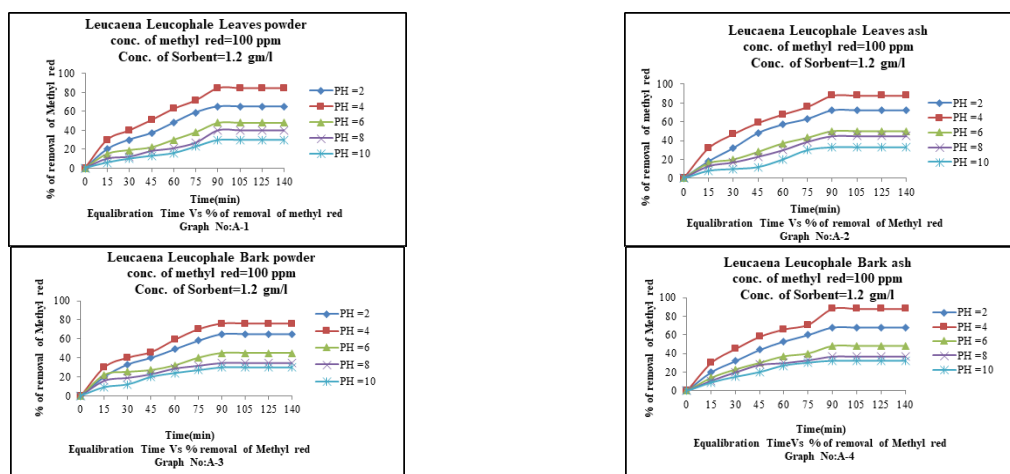 Leucaena Leucophale Leaves powder
conc. of methyl red=100 ppm
Conc. of Sorbent=1.2 gm/l
% of removal of Methyl red
100
80
60
40
20
0
0 15 30 45 60 75 90 105 125 140
PH =2
PH =4
PH =6
PH =8
PH =10
Time(min)
Equalibration Time Vs % of removal of methyl red
Graph No:A-1
Leucaena Leucophale Leaves ash
conc. of methyl red=100 ppm
Conc. of Sorbent=1.2 gm/l
% of removal of methyl red
100
80
60
40
20
0
0 15 30 45 60 75 90 105 125 140
PH =2
PH =4
PH =6
PH =8
PH =10
Time(min)
Equalibration Time Vs % of removal of Methyl red
Graph No:A-2
Leucaena Leucophale Bark powder
conc. of methyl red=100 ppm
Conc. of Sorbent=1.2 gm/l
% of removal of Methyl red
100
80
60
40
20
0
0 15 30 45 60 75 90 105 125 140
PH =2
PH =4
PH =6
PH =8
PH =10
Time(min)
Equalibration Time Vs % removal of Methyl red
Graph No:A-3
Leucaena Leucophale Bark ash
conc. of methyl red=100 ppm
Conc. of Sorbent=1.2 gm/l
% of removal of Methyl red
100
80
60
40
20
0
0 15 30 45 60 75 90 105 125 140
PH =2
PH =4
PH =6
PH =8
PH =10
Time(min)
Equalibration TimeVs % of removal of Methyl red
Graph No:A-4